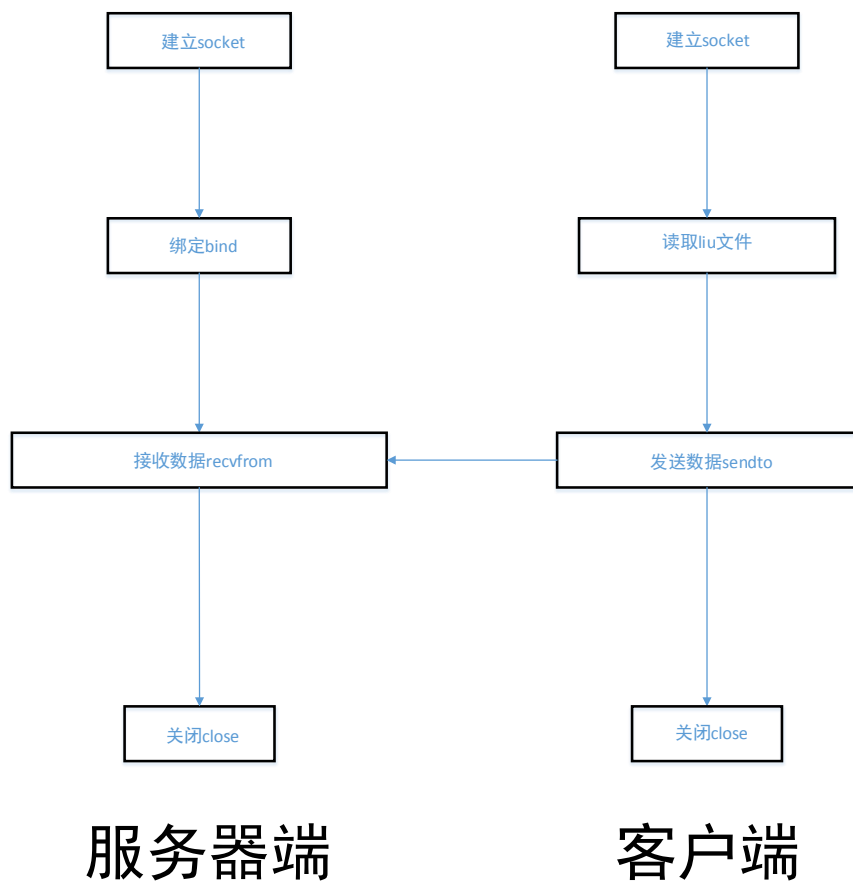 建立socket
建立socket
绑定bind
读取liu文件
接收数据recvfrom
发送数据sendto
关闭close
关闭close
服务器端
客户端